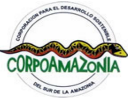 CORPORACION PARA EL DESARROLLO SOSTENIBLE
CORPOAMAZONIA
DEL SUR DE LA AMAZONIA